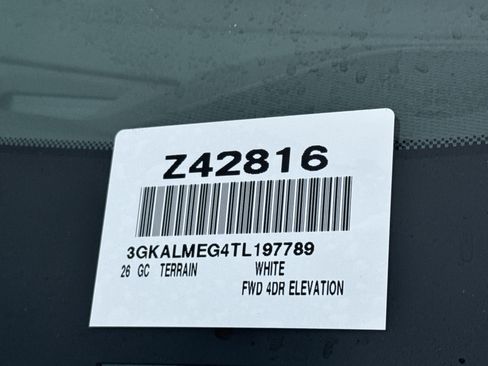 Z42816
3GKALMEG4TL197789
26 GC TERRAIN WHITE
FWD 4DR ELEVATION